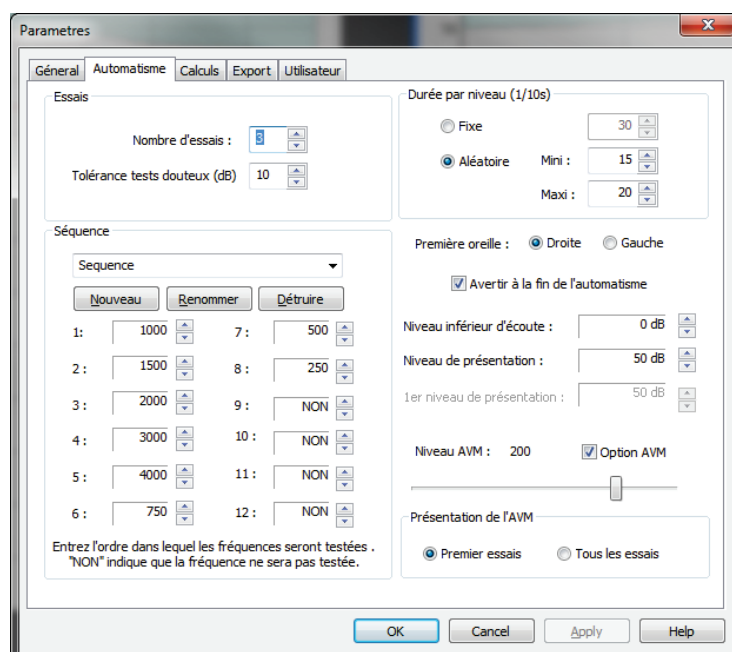 Parametres
Géneral Automatisme Calculs Export Utilisateur
Essais
Nombre d'essais : 3
Tolérance tests douteux (dB) 10
Durée par niveau (1/10s)
Fixe 30
Aléatoire Mini : 15
Maxi : 20
Séquence
Sequence
Nouveau Renommer Détruire
1: 1000 7 : 500
2 : 1500 8 : 250
3 : 2000 9 : NON
4 : 3000 10 : NON
5 : 4000 11 : NON
6 : 750 12 : NON
Entrez l'ordre dans lequel les fréquences seront testées .
"NON" indique que la fréquence ne sera pas testée.
Première oreille : Droite Gauche
Avertir à la fin de l'automatisme
Niveau inférieur d'écoute : 0 dB
Niveau de présentation : 50 dB
1er niveau de présentation : 50 dB
Niveau AVM : 200 Option AVM
Présentation de l'AVM
Premier essais Tous les essais
OK Cancel Apply Help